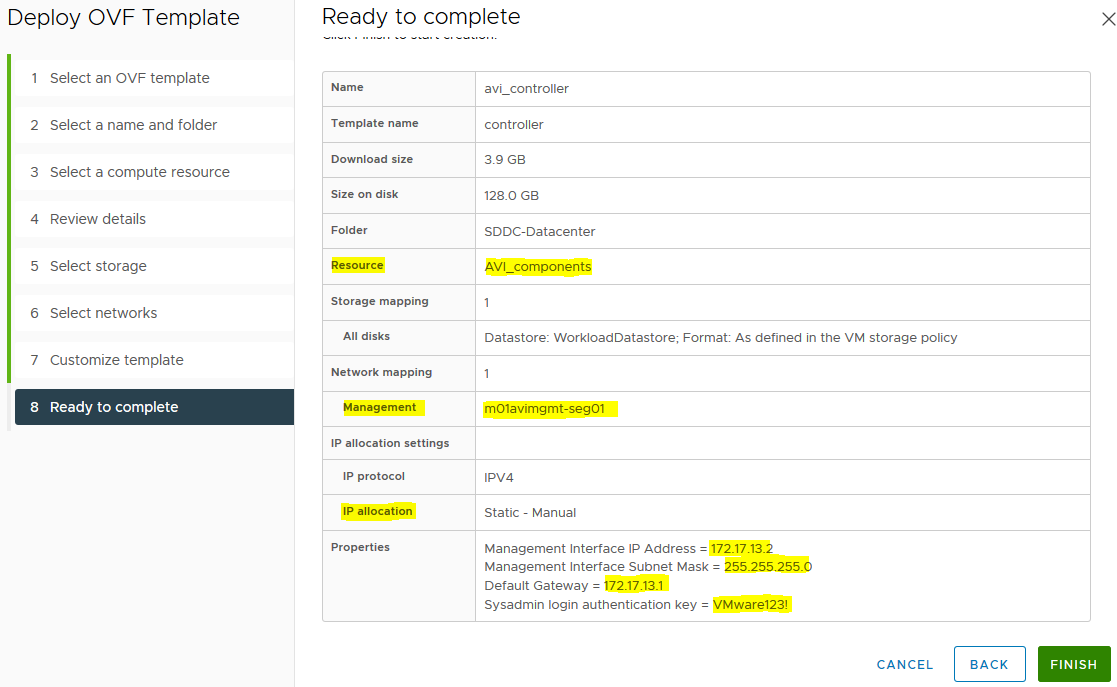 Deploy OVF Template
1 Select an OVF template
2 Select a name and folder
3 Select a compute resource
4 Review details
5 Select storage
6 Select networks
7 Customize template
8 Ready to complete
Ready to complete
Click Finish to start creation.
Name avi_controller
Template name controller
Download size 3.9 GB
Size on disk 128.0 GB
Folder SDDC-Datacenter
Resource AVI_components
Storage mapping 1
All disks Datastore: WorkloadDatastore; Format: As defined in the VM storage policy
Network mapping 1
Management m01avimgmt-seg01
IP allocation settings
IP protocol IPV4
IP allocation Static - Manual
Properties Management Interface IP Address = 172.17.13.2
Management Interface Subnet Mask = 255.255.255.0
Default Gateway = 172.17.13.1
Sysadmin login authentication key = VMware123!
CANCEL BACK FINISH